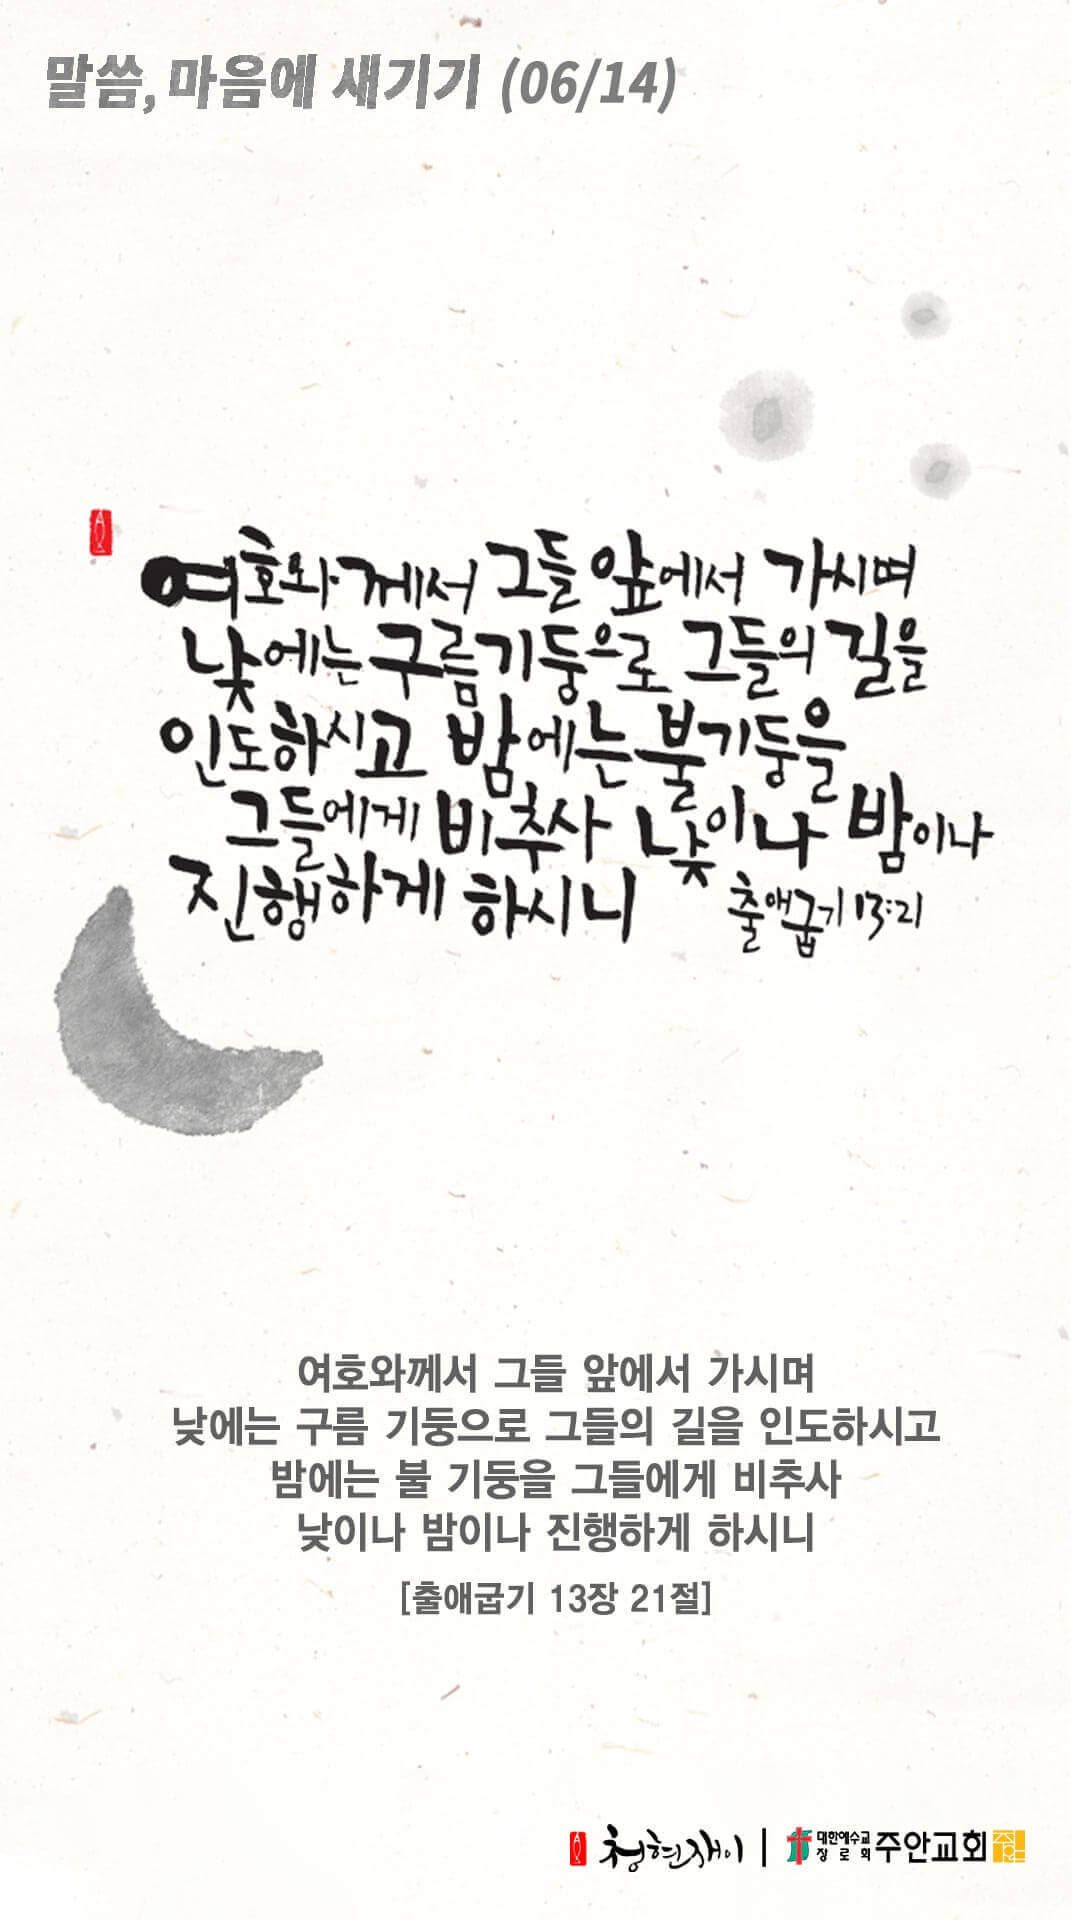 말씀, 마음에 새기기 (06/14)
여호와께서 그들 앞에서 가시며
낮에는 구름기둥으로 그들의 길을
인도하시고 밤에는 불기둥을
그들에게 비추사 낮이나 밤이나
진행하게 하시니 출애굽기 13:21
여호와께서 그들 앞에서 가시며
낮에는 구름 기둥으로 그들의 길을 인도하시고
밤에는 불 기둥을 그들에게 비추사
낮이나 밤이나 진행하게 하시니
[출애굽기 13장 21절]
청현재이 | 대한예수교장로회 주안교회